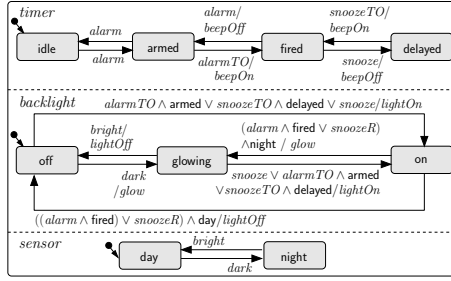 timer
alarm
alarm/
beepOff
snoozeTO/
beepOn
idle
armed
fired
delayed
alarm
alarmTO/
beepOn
snooze/
beepOff
backlight
alarmTO ∧ armed ∨ snoozeTO ∧ delayed ∨ snooze/lightOn
bright/
lightOff
(alarm ∧ fired ∨ snoozeR)
∧night / glow
off
glowing
on
dark
/glow
snooze ∨ alarmTO ∧ armed
∨snoozeTO ∧ delayed/lightOn
((alarm ∧ fired) ∨ snoozeR) ∧ day/lightOff
sensor
bright
day
night
dark